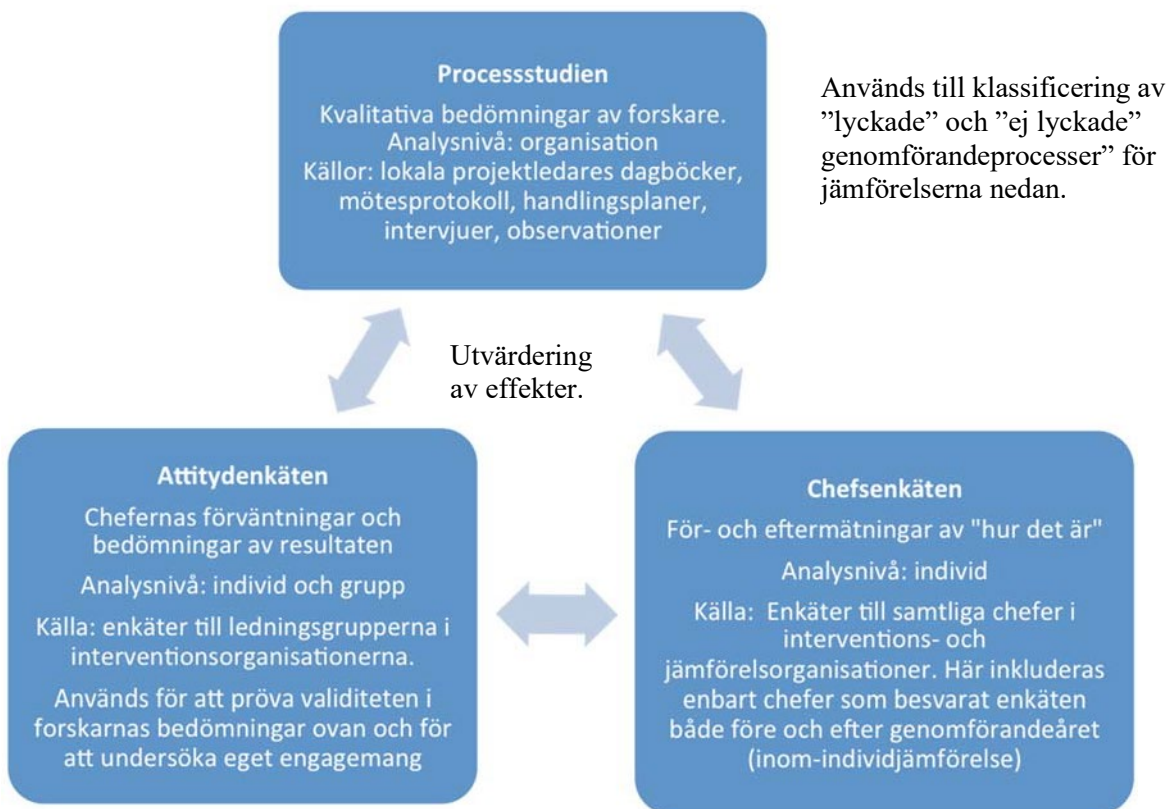 Processstudien
Kvalitativa bedömningar av forskare.
Analysnivå: organisation
Källor: lokala projektledares dagböcker,
mötesprotokoll, handlingsplaner,
intervjuer, observationer
Används till klassificering av
”lyckade” och ”ej lyckade”
genomförandeprocesser” för
jämförelserna nedan.
Utvärdering
av effekter.
Attitydenkäten
Chefernas förväntningar och
bedömningar av resultaten
Analysnivå: individ och grupp
Källa: enkäter till ledningsgrupperna i
interventionsorganisationerna.
Används för att pröva validiteten i
forskarnas bedömningar ovan och för
att undersöka eget engagemang
Chefsenkäten
För- och eftermätningar av "hur det är"
Analysnivå: individ
Källa: Enkäter till samtliga chefer i
interventions- och
jämförelsorganisationer. Här inkluderas
enbart chefer som besvarat enkäten
både före och efter genomförandeåret
(inom-individjämförelse)